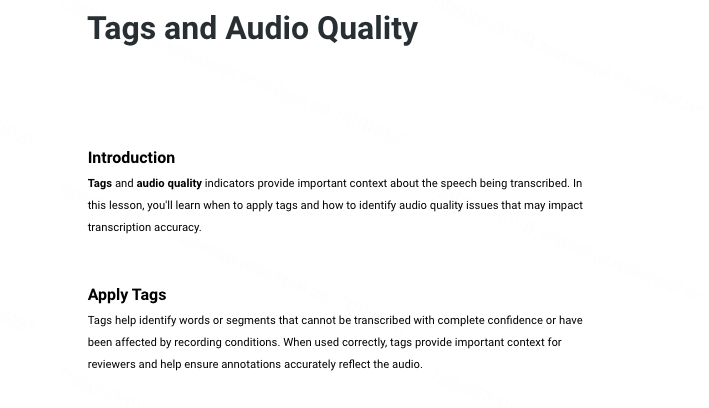 Tags and Audio Quality
Introduction
Tags and audio quality indicators provide important context about the speech being transcribed. In
this lesson, you'll learn when to apply tags and how to identify audio quality issues that may impact
transcription accuracy.
Apply Tags
Tags help identify words or segments that cannot be transcribed with complete confidence or have
been affected by recording conditions. When used correctly, tags provide important context for
reviewers and help ensure annotations accurately reflect the audio.